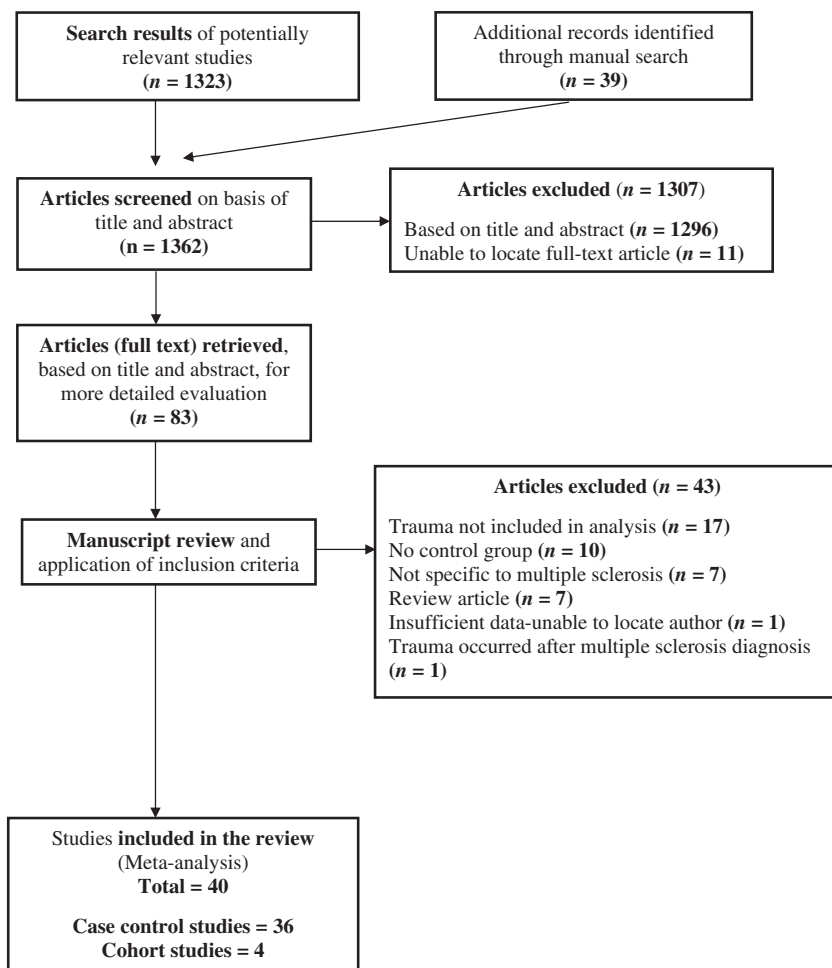 Search results of potentially
relevant studies
(n = 1323)
Additional records identified
through manual search
(n = 39)
Articles screened on basis of
title and abstract
(n 1362)
Articles excluded (n = 1307)
Based on title and abstract (n = 1296)
Unable to locate full-text article (n = 11)
Articles (full text) retrieved,
based on title and abstract, for
more detailed evaluation
(n = 83)
Manuscript review and
application of inclusion criteria
Articles excluded (n = 43)
Trauma not included in analysis (n = 17)
No control group (n = 10)
Not specific to multiple sclerosis (n = 7)
Review article (n = 7)
Insufficient data-unable to locate author (n = 1)
Trauma occurred after multiple sclerosis diagnosis
(n = 1)
Studies included in the review
(Meta-analysis)
Total = 40
Case control studies = 36
Cohort studies = 4